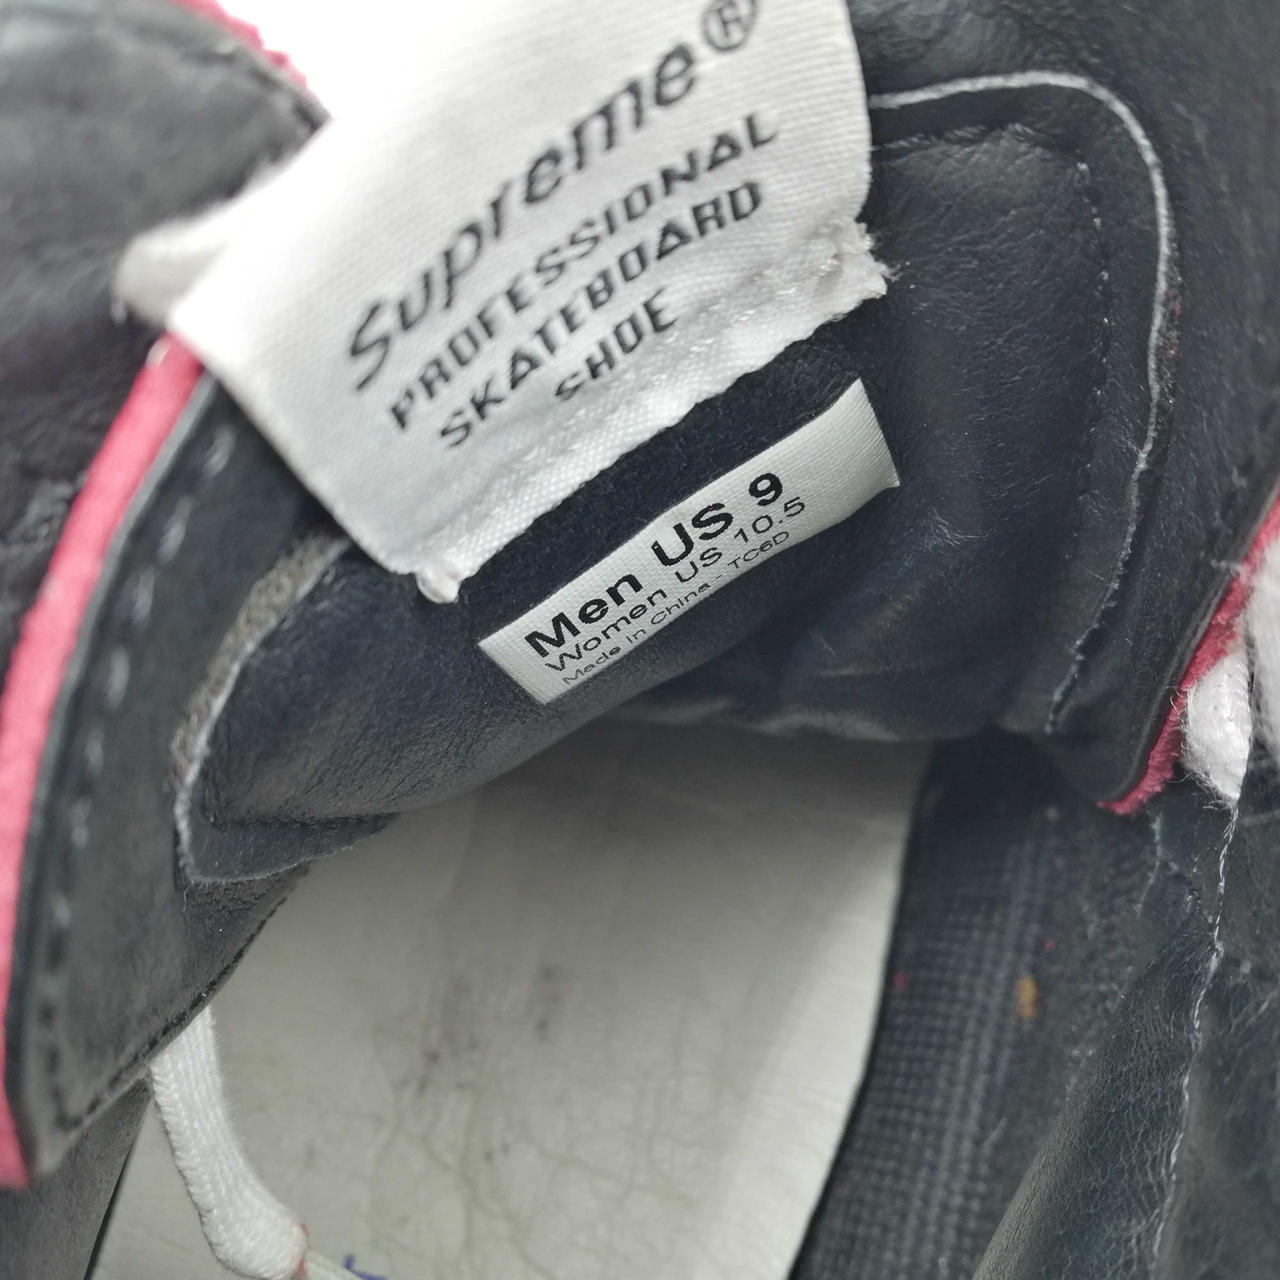 Supreme®
PROFESSIONAL
SKATEBOARD
SHOE
Men US 9
Women US 10.5
Made in China - TC6D